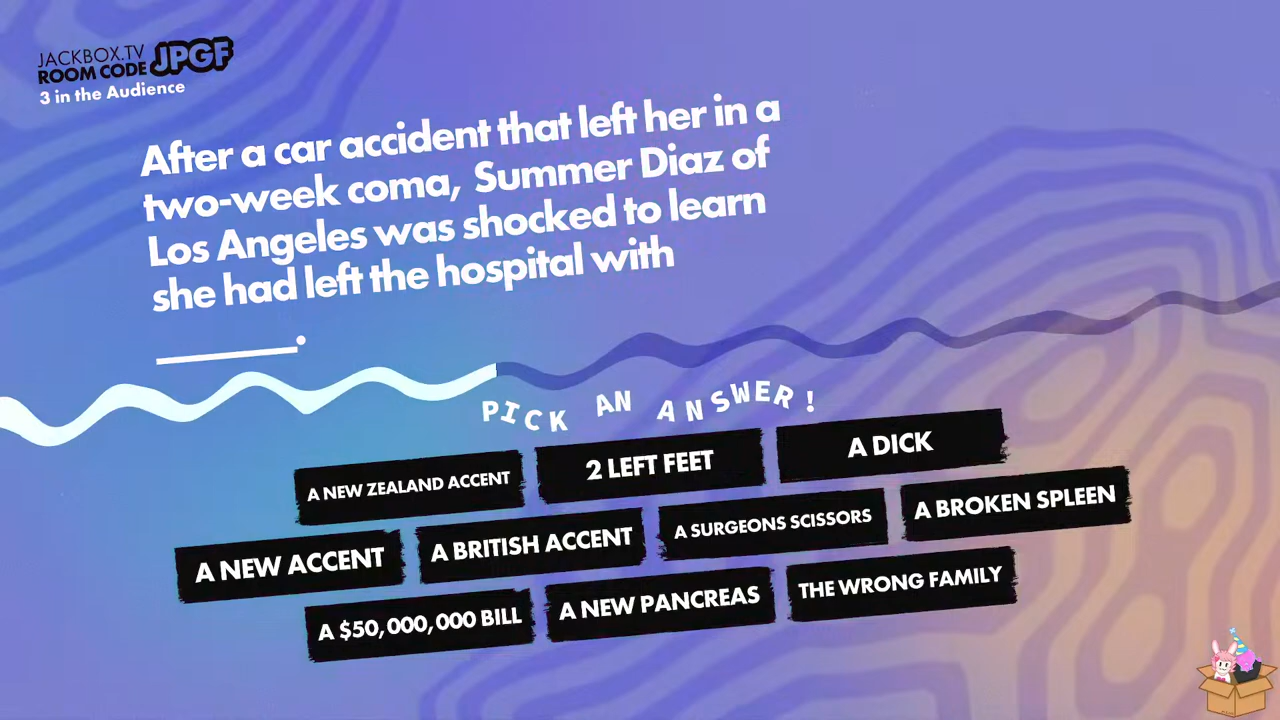 JACKBOX.TV
ROOM CODE JPGF
3 in the Audience
After a car accident that left her in a
two-week coma, Summer Diaz of
Los Angeles was shocked to learn
she had left the hospital with
______.
PICK AN ANSWER!
A NEW ZEALAND ACCENT
2 LEFT FEET
A DICK
A NEW ACCENT
A BRITISH ACCENT
A SURGEONS SCISSORS
A BROKEN SPLEEN
A $50,000,000 BILL
A NEW PANCREAS
THE WRONG FAMILY